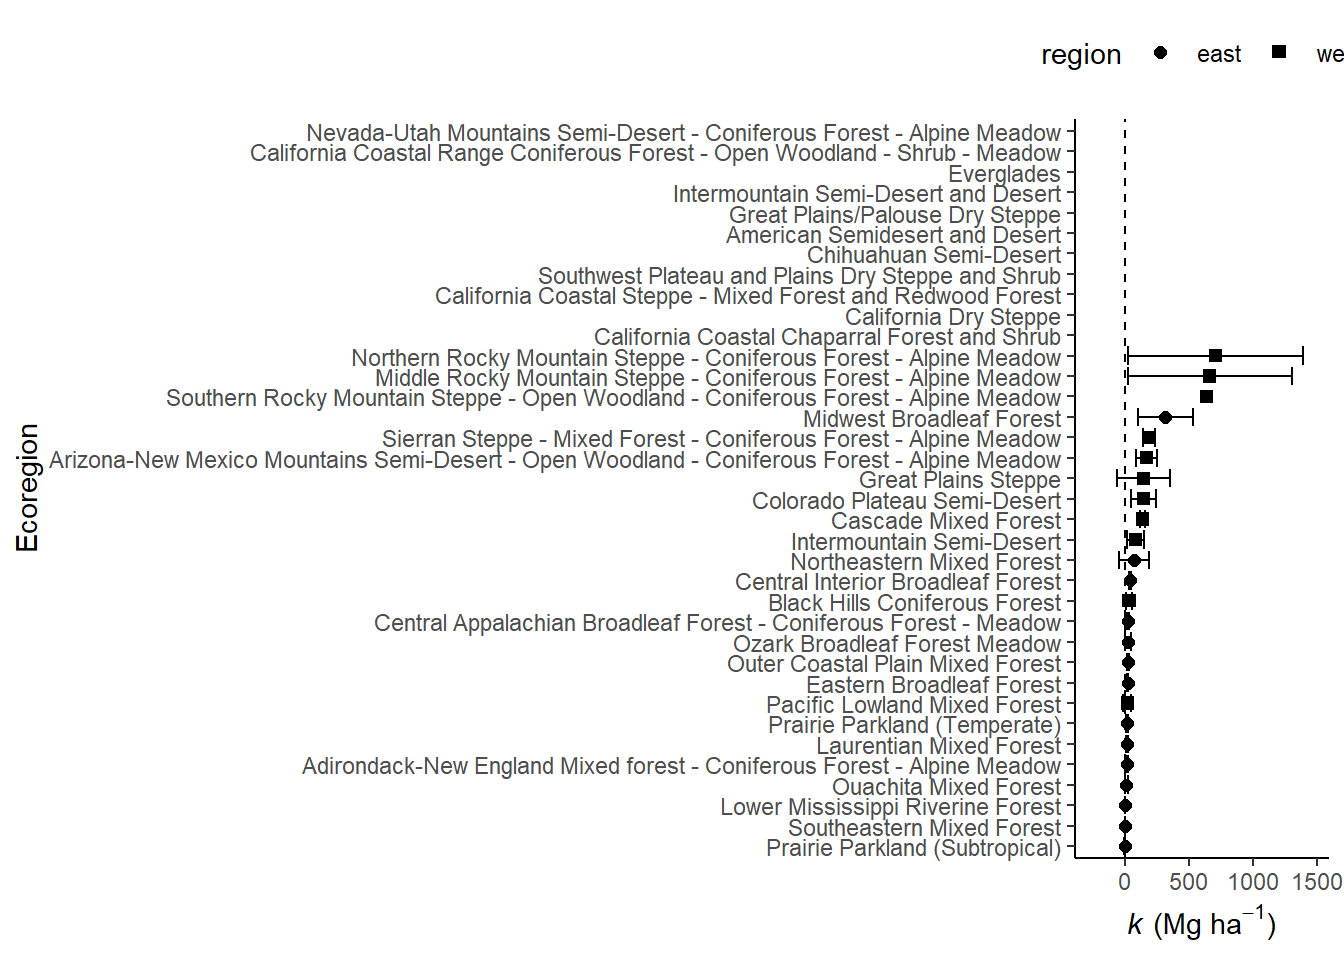 region east we
Nevada-Utah Mountains Semi-Desert - Coniferous Forest - Alpine Meadow
California Coastal Range Coniferous Forest - Open Woodland - Shrub - Meadow
Everglades
Intermountain Semi-Desert and Desert
Great Plains/Palouse Dry Steppe
American Semidesert and Desert
Chihuahuan Semi-Desert
Southwest Plateau and Plains Dry Steppe and Shrub
California Coastal Steppe - Mixed Forest and Redwood Forest
California Dry Steppe
California Coastal Chaparral Forest and Shrub
Northern Rocky Mountain Steppe - Coniferous Forest - Alpine Meadow
Middle Rocky Mountain Steppe - Coniferous Forest - Alpine Meadow
Southern Rocky Mountain Steppe - Open Woodland - Coniferous Forest - Alpine Meadow
Midwest Broadleaf Forest
Sierran Steppe - Mixed Forest - Coniferous Forest - Alpine Meadow
Arizona-New Mexico Mountains Semi-Desert - Open Woodland - Coniferous Forest - Alpine Meadow
Great Plains Steppe
Colorado Plateau Semi-Desert
Cascade Mixed Forest
Intermountain Semi-Desert
Northeastern Mixed Forest
Central Interior Broadleaf Forest
Black Hills Coniferous Forest
Central Appalachian Broadleaf Forest - Coniferous Forest - Meadow
Ozark Broadleaf Forest Meadow
Outer Coastal Plain Mixed Forest
Eastern Broadleaf Forest
Pacific Lowland Mixed Forest
Prairie Parkland (Temperate)
Laurentian Mixed Forest
Adirondack-New England Mixed forest - Coniferous Forest - Alpine Meadow
Ouachita Mixed Forest
Lower Mississippi Riverine Forest
Southeastern Mixed Forest
Prairie Parkland (Subtropical)
Ecoregion
0 500 1000 1500
k (Mg ha⁻¹)